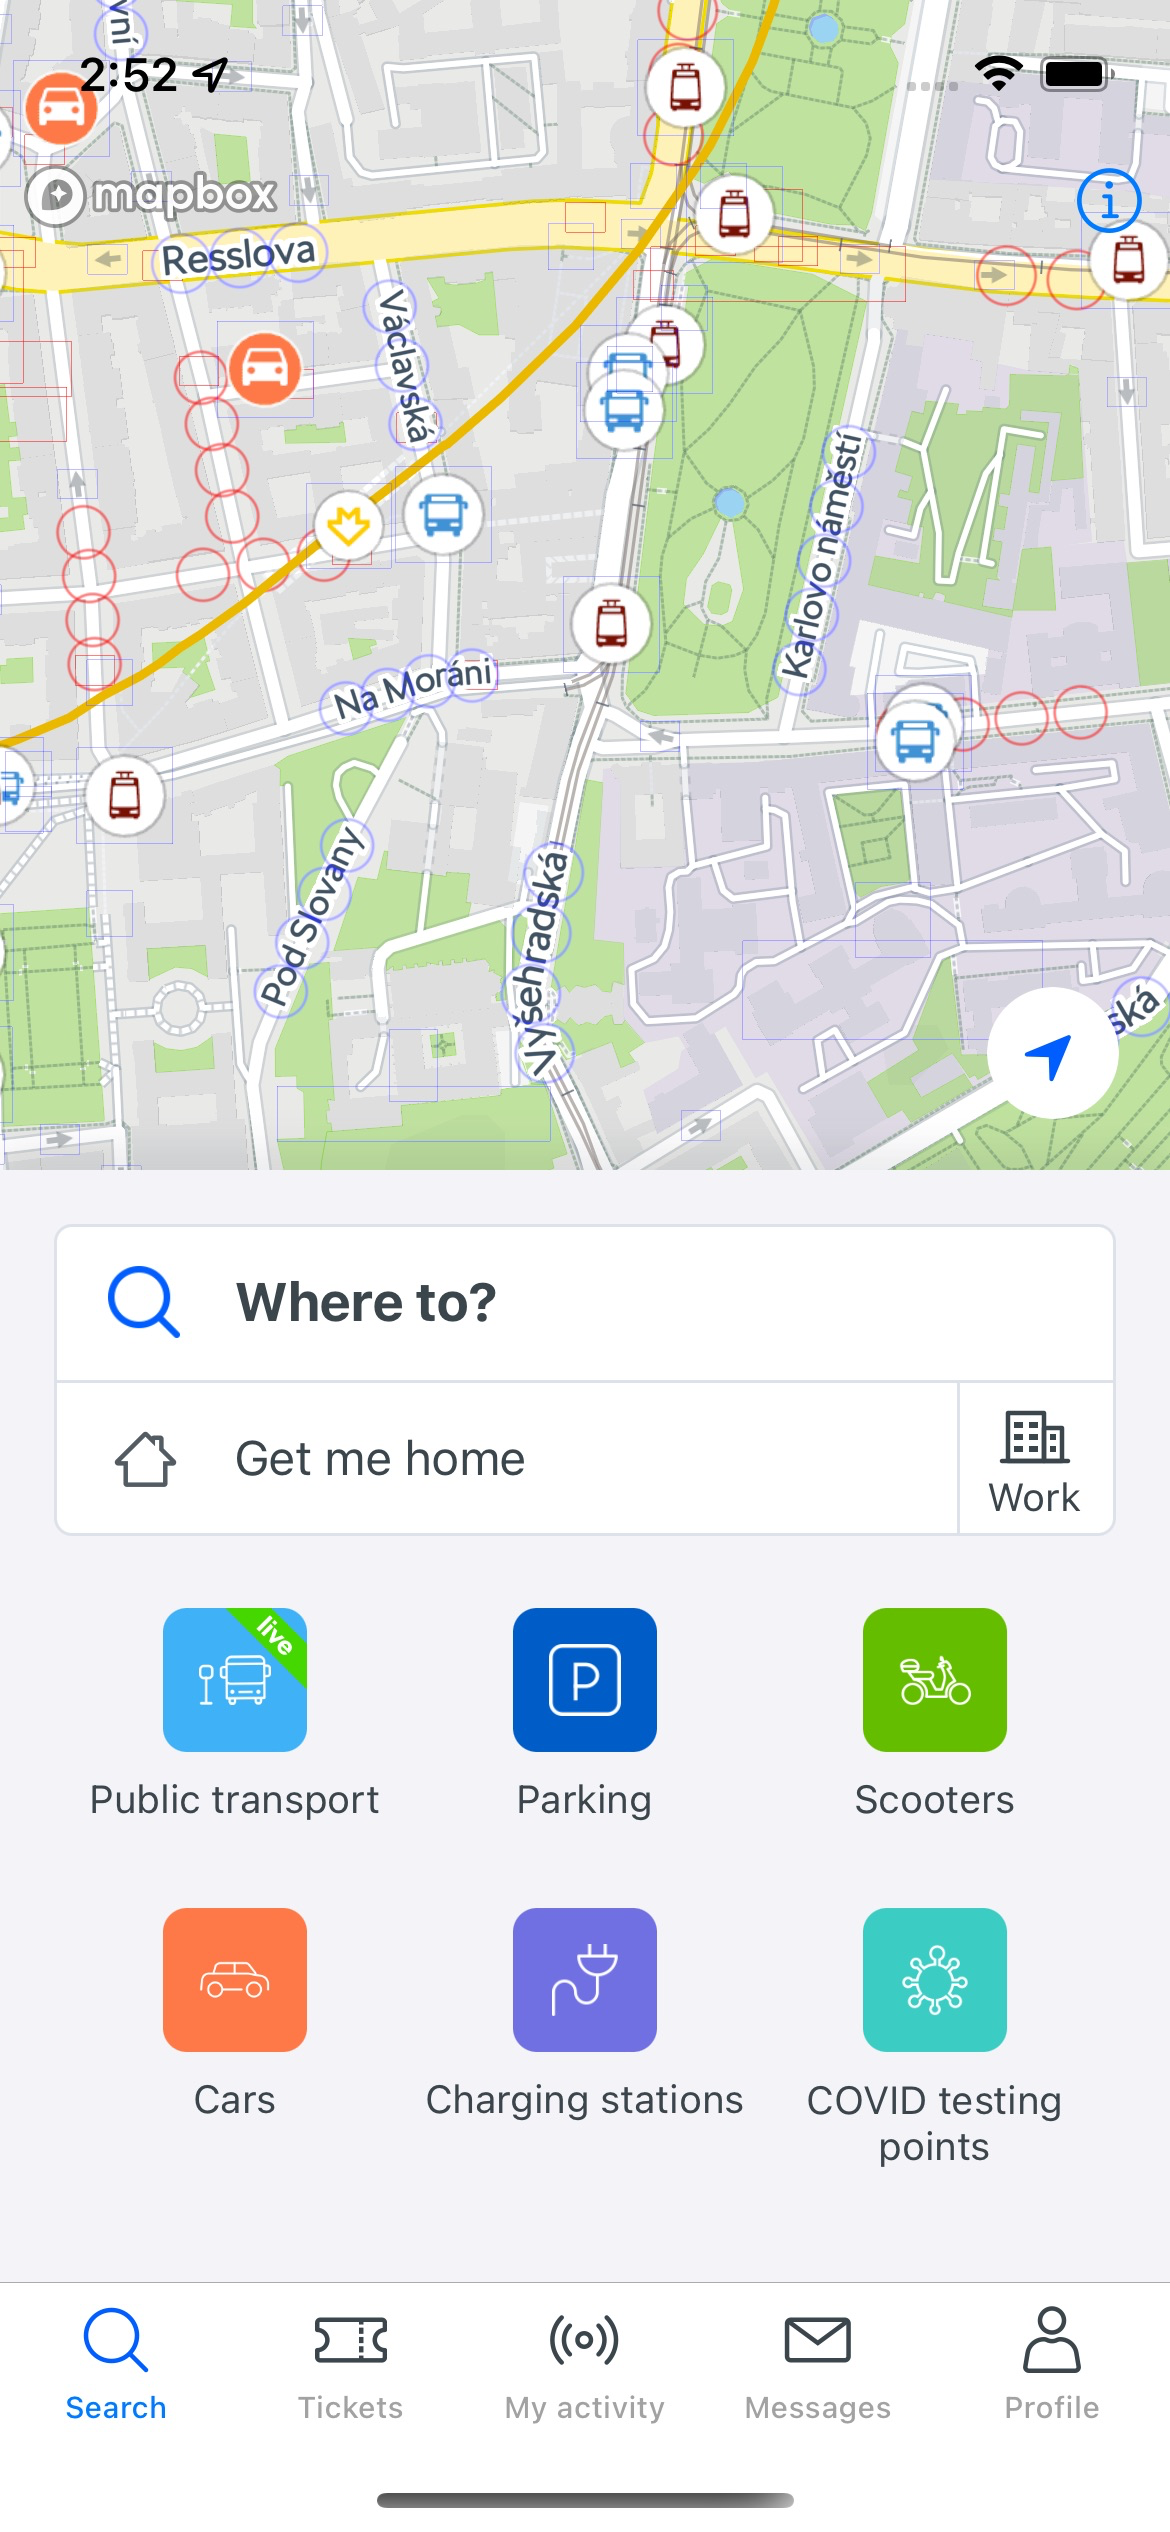 vní
2:52
mapbox
Resslova
Václavská
Karlovo náměstí
Na Moráni
Pod Slovany
Vyšehradská
ská
Where to?
Get me home
Work
live
Public transport
P
Parking
Scooters
Cars
Charging stations
COVID testing
points
Search
Tickets
My activity
Messages
Profile